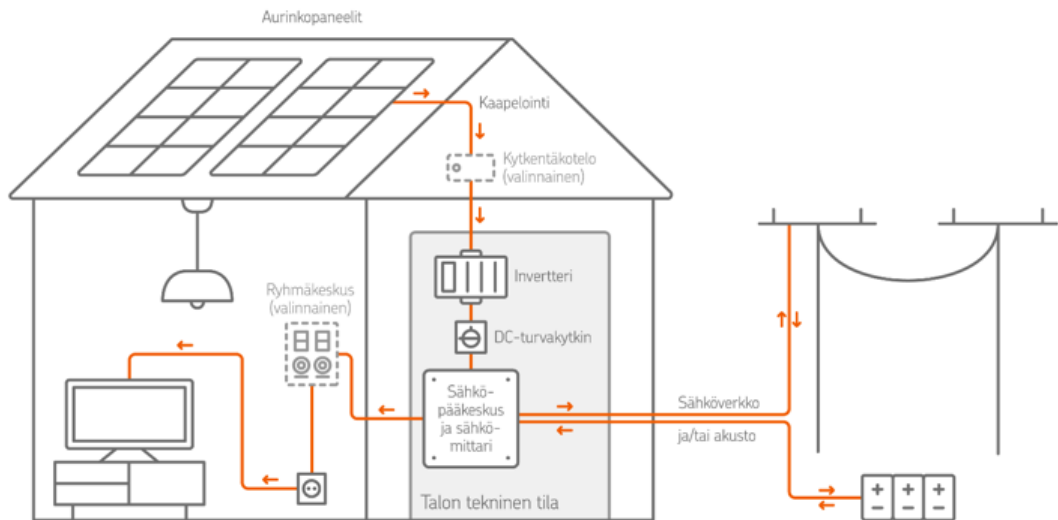 Aurinkopaneelit
Kaapelointi
Kytkentäkotelo
(valinnainen)
Invertteri
Ryhmäkeskus
(valinnainen)
DC-turvakytkin
Sähkö-
pääkeskus
ja sähkö-
mittari
Sähköverkko
ja/tai akusto
Talon tekninen tila